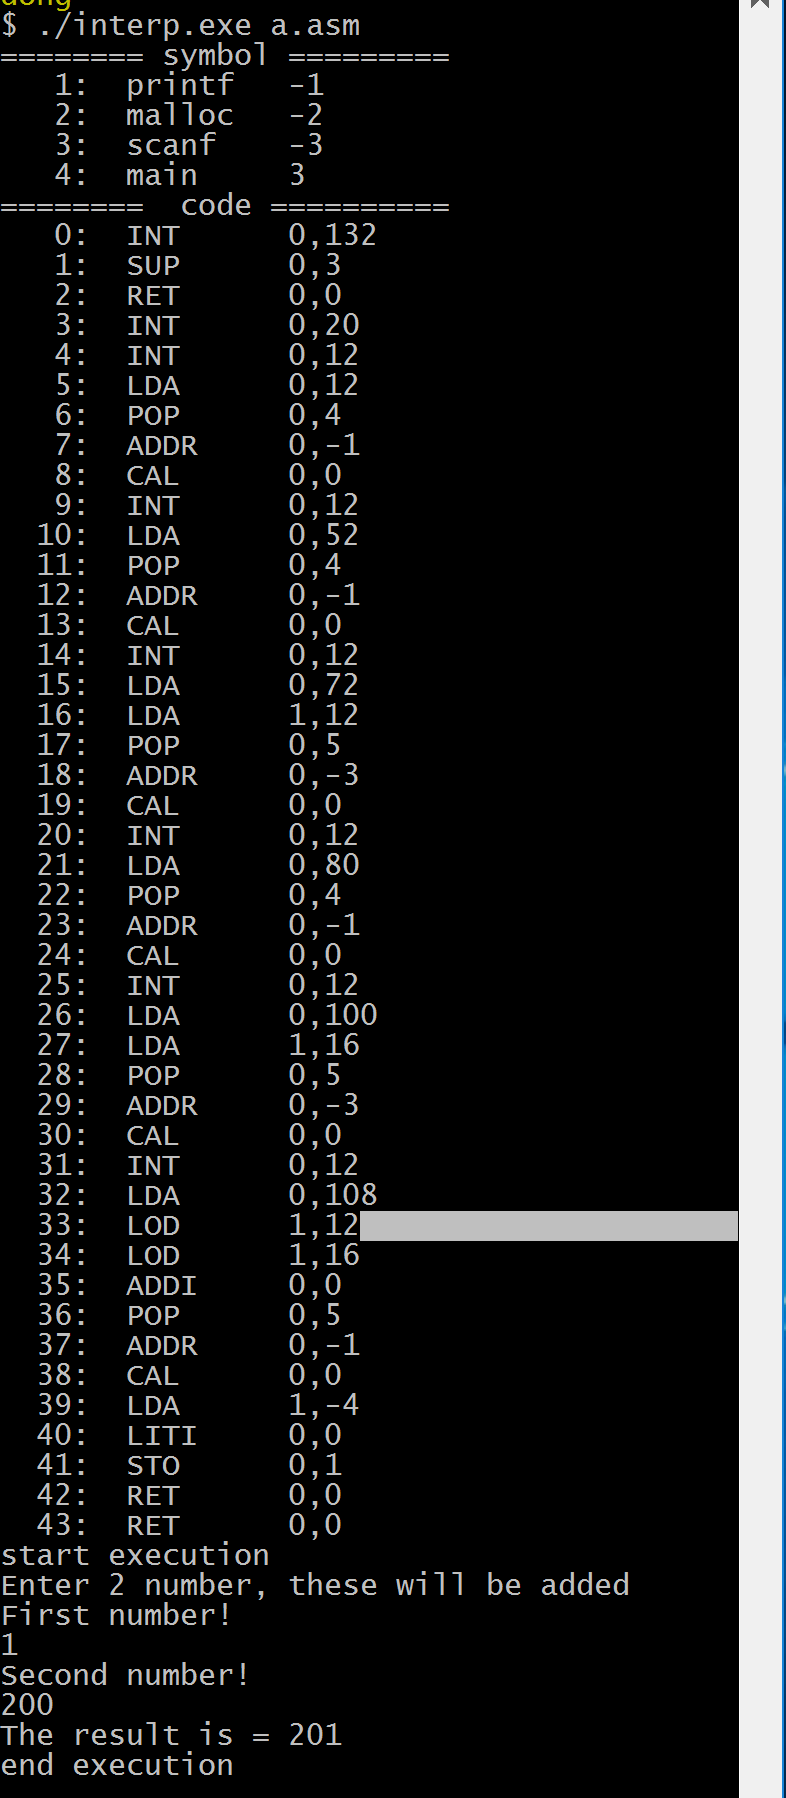 $ ./interp.exe a.asm
======== symbol =========
1: printf -1
2: malloc -2
3: scanf -3
4: main 3
======== code ==========
0: INT 0,132
1: SUP 0,3
2: RET 0,0
3: INT 0,20
4: INT 0,12
5: LDA 0,12
6: POP 0,4
7: ADDR 0,-1
8: CAL 0,0
9: INT 0,12
10: LDA 0,52
11: POP 0,4
12: ADDR 0,-1
13: CAL 0,0
14: INT 0,12
15: LDA 0,72
16: LDA 1,12
17: POP 0,5
18: ADDR 0,-3
19: CAL 0,0
20: INT 0,12
21: LDA 0,80
22: POP 0,4
23: ADDR 0,-1
24: CAL 0,0
25: INT 0,12
26: LDA 0,100
27: LDA 1,16
28: POP 0,5
29: ADDR 0,-3
30: CAL 0,0
31: INT 0,12
32: LDA 0,108
33: LOD 1,12
34: LOD 1,16
35: ADDI 0,0
36: POP 0,5
37: ADDR 0,-1
38: CAL 0,0
39: LDA 1,-4
40: LITI 0,0
41: STO 0,1
42: RET 0,0
43: RET 0,0
start execution
Enter 2 number, these will be added
First number!
1
Second number!
200
The result is = 201
end execution